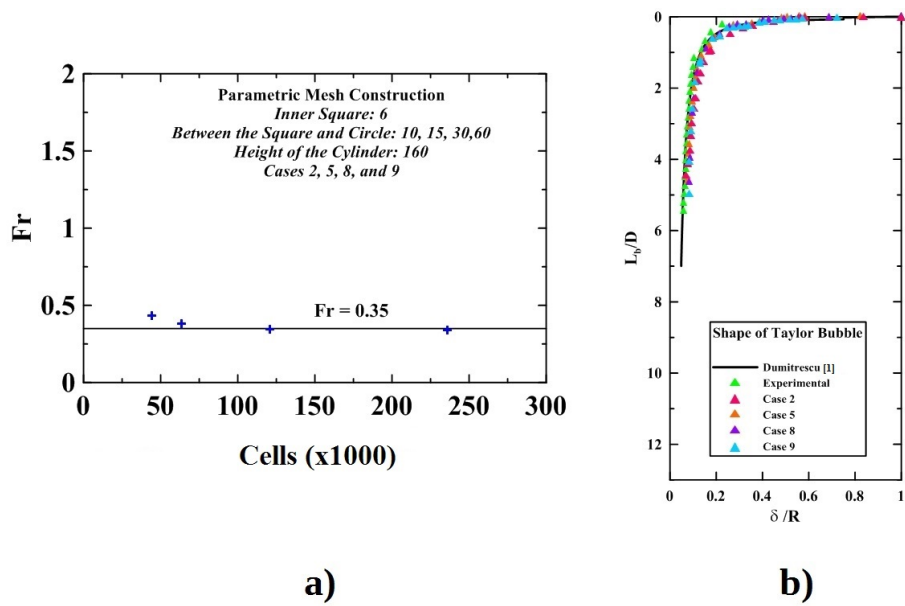 2
1.5
1
0.5
0
Fr
Parametric Mesh Construction
Inner Square: 6
Between the Square and Circle: 10, 15, 30,60
Height of the Cylinder: 160
Cases 2, 5, 8, and 9
Fr = 0.35
0 50 100 150 200 250 300
Cells (x1000)
a)
0
2
4
6
8
10
12
L_b/D
Shape of Taylor Bubble
Dumitrescu [1]
Experimental
Case 2
Case 5
Case 8
Case 9
0 0.2 0.4 0.6 0.8 1
δ /R
b)